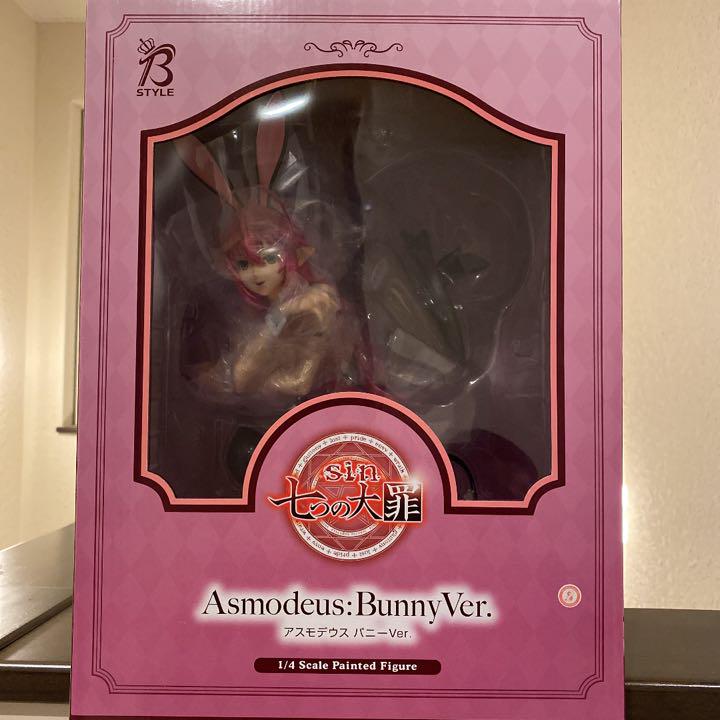 B
STYLE
sin
七つの大罪
Asmodeus:BunnyVer.
アスモデウス バニーVer.
1/4 Scale Painted Figure